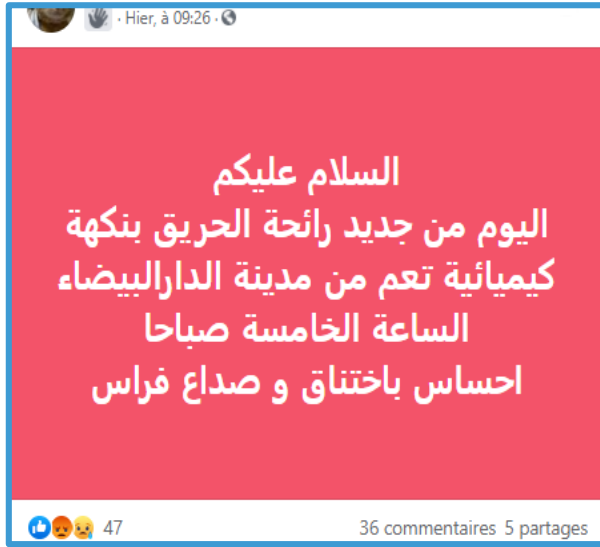 · Hier, à 09:26 ·
السلام عليكم
اليوم من جديد رائحة الحريق بنكهة
كيميائية تعم من مدينة الدارالبيضاء
الساعة الخامسة صباحا
احساس باختناق و صداع فراس
47
36 commentaires 5 partages